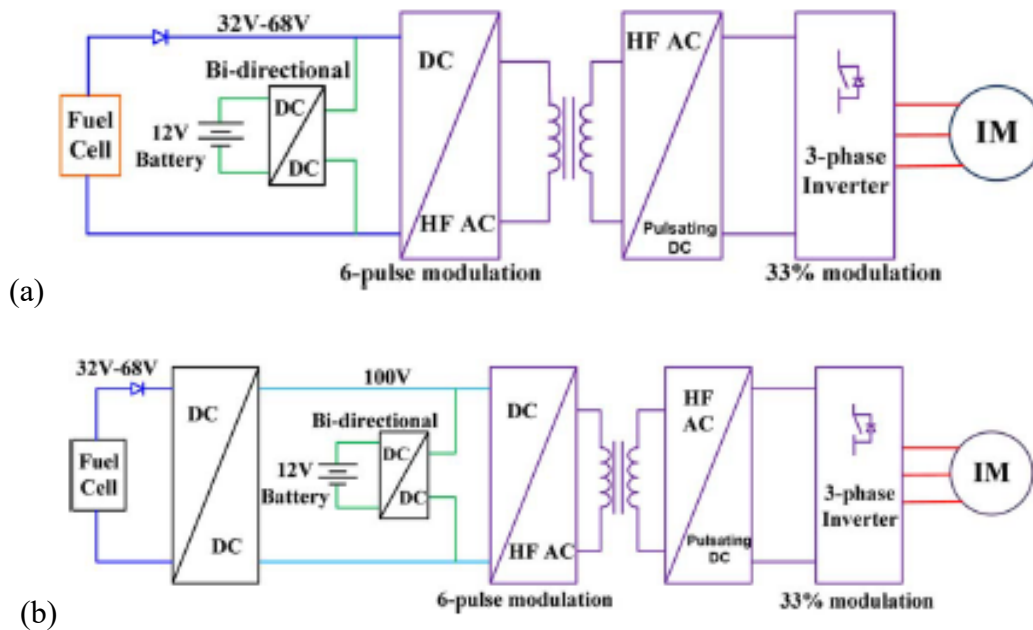 32V-68V
Bi-directional
DC
DC
12V
Battery
Fuel
Cell
DC
HF AC
6-pulse modulation
HF AC
Pulsating
DC
3-phase
Inverter
33% modulation
IM
(a)
32V-68V
DC
DC
100V
Bi-directional
DC
DC
12V
Battery
Fuel
Cell
DC
HF AC
6-pulse modulation
HF
AC
Pulsating
DC
3-phase
Inverter
33% modulation
IM
(b)